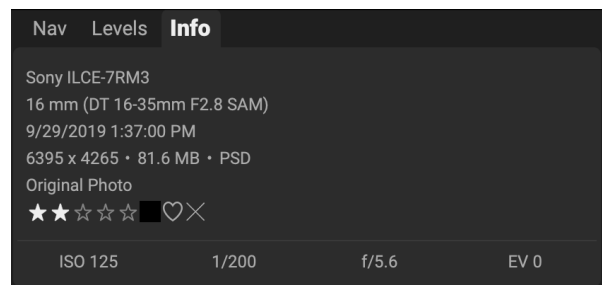 Nav Levels Info
Sony ILCE-7RM3
16 mm (DT 16-35mm F2.8 SAM)
9/29/2019 1:37:00 PM
6395 x 4265 • 81.6 MB • PSD
Original Photo
ISO 125 1/200 f/5.6 EV 0